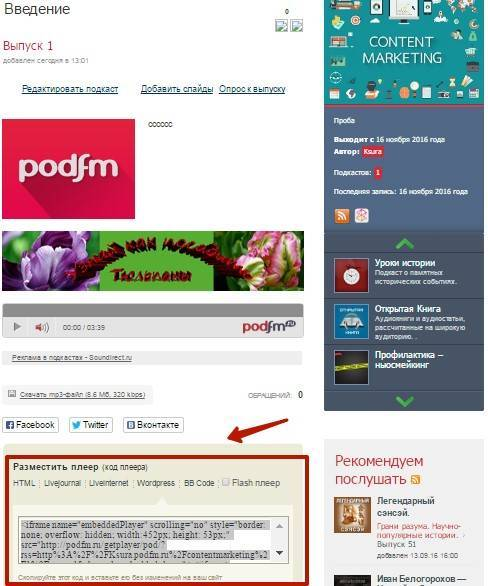 Введение
0
Выпуск 1
добавлен сегодня в 13:01
Редактировать подкаст
Добавить слайды
Опрос к выпуску
podfm
сссссс
Тюльпаны
00:00 / 03:39
podfm.ru
Реклама в подкастах - Soundirect.ru
Скачать mp3-файл (8.6 Мб, 320 kbps)
ОБРАЩЕНИЙ: 0
Facebook
Twitter
Вконтакте
Разместить плеер (код плеера)
HTML
Livejournal
Liveinternet
Wordpress
BB Code
Flash плеер
<iframe name="embeddedPlayer" scrolling="no" style="border:
none; overflow: hidden; width:452px; height: 53px;"
src="http://podfm.ru/getplayer/pod/?
rss=http%3A%2F%2FKsura.podfm.ru%2Fcontentmarketing%2F
Скопируйте этот код и вставьте его без изменений на ваш сайт
CONTENT
MARKETING
Проба
Выходит с 16 ноября 2016 года
Автор: Ksura
Подкастов: 1
Последняя запись: 16 ноября 2016 года
Уроки истории
Подкаст о памятных
исторических событиях.
ОТКРЫТАЯ
КНИГА
Открытая Книга
Аудиокниги и аудиостатьи,
рассчитанные на широкую
аудиторию. .
Профилактика —
ньюсмейкинг
Рекомендуем
послушать
Легендарный
сэнсэй.
Грани разума. Научно-
популярные истории. ›
Выпуск 51
добавлен 13.09.16 16:00
Иван Белогорохов —